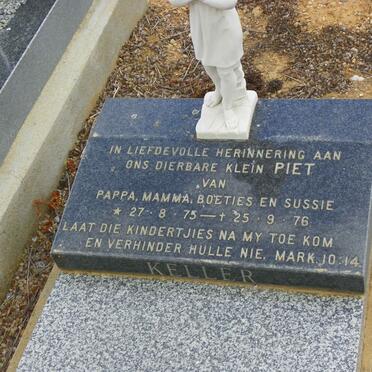 IN LIEFDEVOLLE HERINNERING AAN
ONS DIERBARE KLEIN PIET
VAN
PAPPA, MAMMA, BOETIES EN SUSSIE
★ 27 - 8 - 75 — † 25 - 9 - 76
LAAT DIE KINDERTJIES NA MY TOE KOM
EN VERHINDER HULLE NIE, MARK. 10:14
KELLER